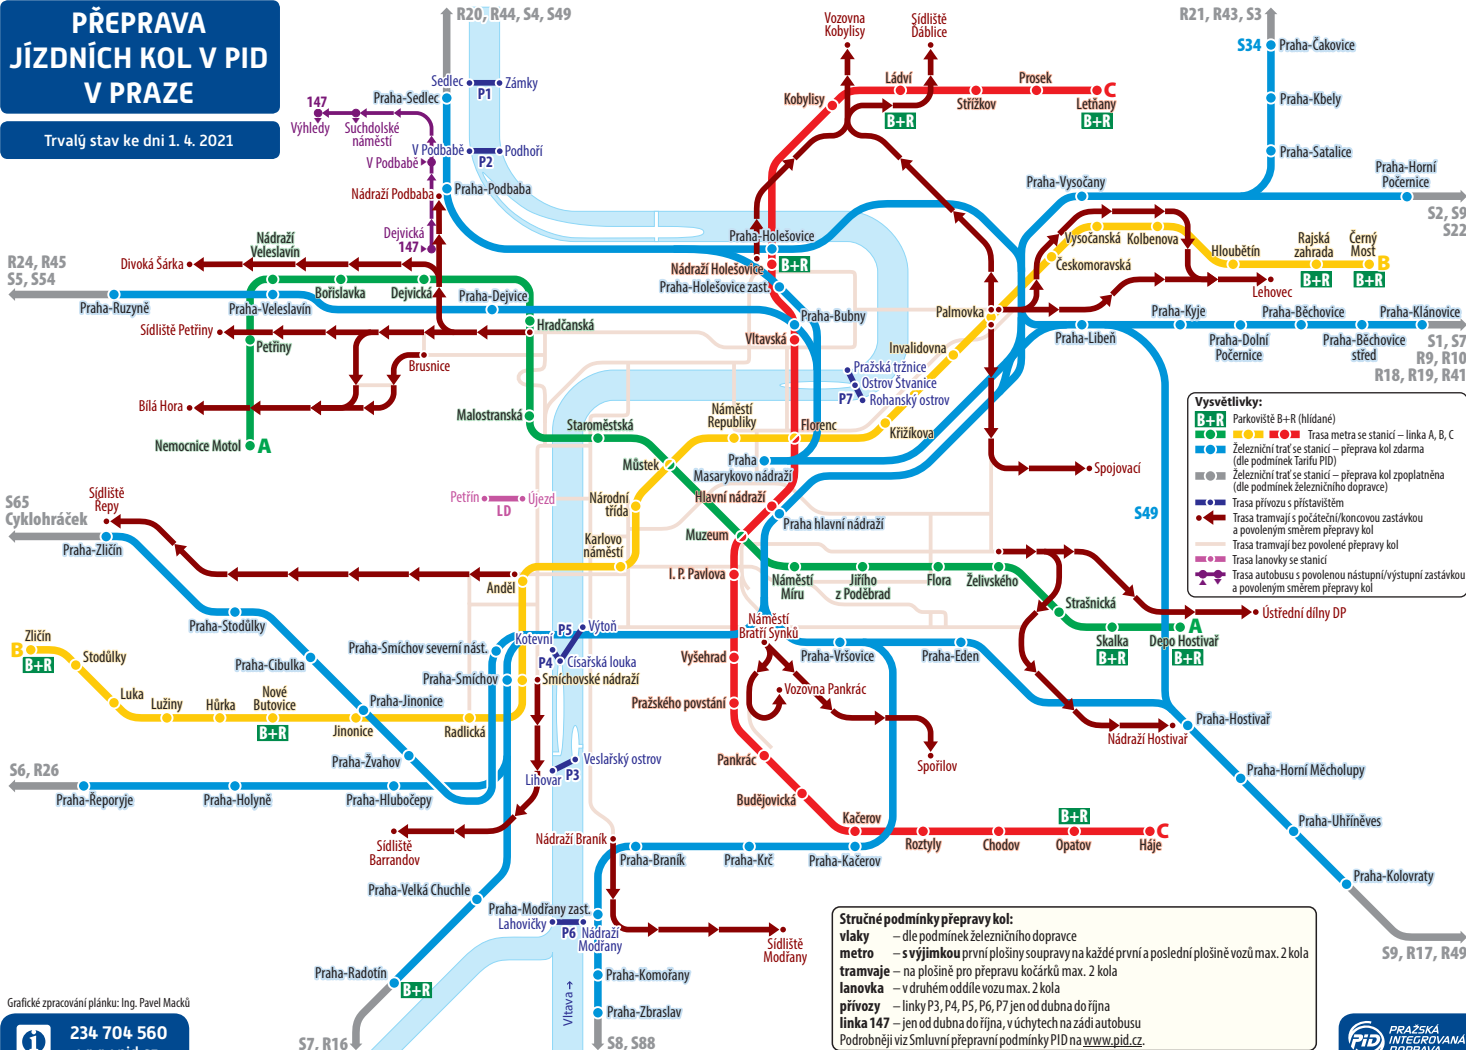 PŘEPRAVA
JÍZDNÍCH KOL V PID
V PRAZE
Trvalý stav ke dni 1. 4. 2021
R20, R44, S4, S49
R21, R43, S3
S34
Praha-Čakovice
Praha-Kbely
Praha-Satalice
Praha-Horní
Počernice
S2, S9
S22
Praha-Vysočany
Vozovna
Kobylisy
Sídliště
Ďáblice
Kobylisy
Ládví
B+R
Střížkov
Prosek
Letňany
C
B+R
Sedlec
P1
Zámky
Praha-Sedlec
147
Výhledy
Suchdolské
náměstí
V Podbabě
V Podbabě
P2
Podhoří
Nádraží Podbaba
Praha-Podbaba
Dejvická
147
Nádraží
Veleslavín
Divoká Šárka
R24, R45
S5, S54
Praha-Ruzyně
Praha-Veleslavín
Bořislavka
Dejvická
Praha-Dejvice
Hradčanská
Sídliště Petřiny
Petřiny
Brusnice
Bílá Hora
Nemocnice Motol
A
Malostranská
Staroměstská
Praha-Holešovice
Nádraží Holešovice
B+R
Praha-Holešovice zast.
Praha-Bubny
Vltavská
Pražská tržnice
Ostrov Štvanice
P7
Rohanský ostrov
Palmovka
Invalidovna
Křižíkova
Florenc
Náměstí
Republiky
Praha
Masarykovo nádraží
Můstek
Hlavní nádraží
Praha hlavní nádraží
Muzeum
Vysočanská
Kolbenova
Českomoravská
Hloubětín
Rajská
zahrada
B+R
Černý
Most
B
B+R
Lehovec
Praha-Libeň
Praha-Kyje
Praha-Dolní
Počernice
Praha-Běchovice
Praha-Běchovice
střed
Praha-Klánovice
S1, S7
R9, R10
R18, R19, R41
Spojovací
S49
Vysvětlivky:
B+R Parkoviště B+R (hlídané)
Trasa metra se stanicí – linka A, B, C
Železniční trať se stanicí – přeprava kol zdarma
(dle podmínek Tarifu PID)
Železniční trať se stanicí – přeprava kol zpoplatněna
(dle podmínek železničního dopravce)
Trasa přívozu s přístavištěm
Trasa tramvají s počáteční/koncovou zastávkou
a povoleným směrem přepravy kol
Trasa tramvají bez povolené přepravy kol
Trasa lanovky se stanicí
Trasa autobusu s povolenou nástupní/výstupní zastávkou
a povoleným směrem přepravy kol
S65
Cyklohráček
Sídliště
Řepy
Praha-Zličín
Petřín
LD
Újezd
Národní
třída
Karlovo
náměstí
Anděl
I. P. Pavlova
Náměstí
Míru
Jiřího
z Poděbrad
Flora
Želivského
Strašnická
Skalka
B+R
Depo Hostivař
A
B+R
Ústřední dílny DP
Praha-Stodůlky
Praha-Cibulka
Praha-Jinonice
Praha-Žvahov
Zličín
B
B+R
Stodůlky
Luka
Lužiny
Hůrka
Nové
Butovice
B+R
Jinonice
Radlická
Praha-Smíchov severní nást.
Praha-Smíchov
Smíchovské nádraží
Kotevní
P5
Výtoň
P4
Císařská louka
Náměstí
Bratří Synků
Vyšehrad
Vozovna Pankrác
Pražského povstání
Praha-Vršovice
Praha-Eden
Pankrác
Budějovická
Spořilov
Nádraží Hostivař
Praha-Hostivař
Praha-Horní Měcholupy
Praha-Uhříněves
Praha-Kolovraty
S9, R17, R49
S6, R26
Praha-Řeporyje
Praha-Holyně
Praha-Hlubočepy
Lihovar
P3
Veslařský ostrov
Sídliště
Barrandov
Nádraží Braník
Praha-Braník
Praha-Krč
Praha-Kačerov
Kačerov
Roztyly
Chodov
B+R
Opatov
Háje
C
Praha-Velká Chuchle
Praha-Modřany zast.
Lahovičky
P6
Nádraží
Modřany
Sídliště
Modřany
Praha-Radotín
B+R
Praha-Komořany
Praha-Zbraslav
Vltava →
S7, R16
S8, S88
Stručné podmínky přepravy kol:
vlaky – dle podmínek železničního dopravce
metro – s výjimkou první plošiny soupravy na každé první a poslední plošině vozů max. 2 kola
tramvaje – na plošině pro přepravu kočárků max. 2 kola
lanovka – v druhém oddíle vozu max. 2 kola
přívozy – linky P3, P4, P5, P6, P7 jen od dubna do října
linka 147 – jen od dubna do října, v úchytech na zádi autobusu
Podrobněji viz Smluvní přepravní podmínky PID na www.pid.cz.
Grafické zpracování plánku: Ing. Pavel Macků
234 704 560
PID
PRAŽSKÁ
INTEGROVANÁ